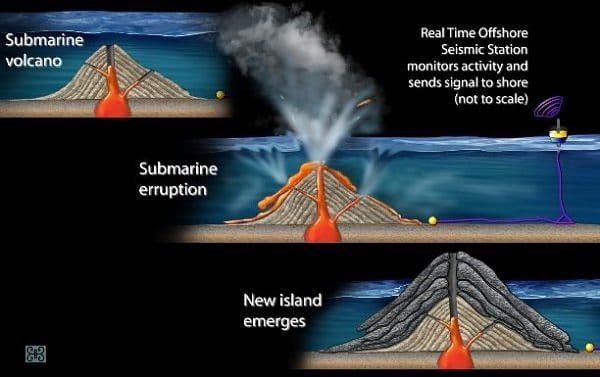 Submarine
volcano
Real Time Offshore
Seismic Station
monitors activity and
sends signal to shore
(not to scale)
Submarine
erruption
New island
emerges